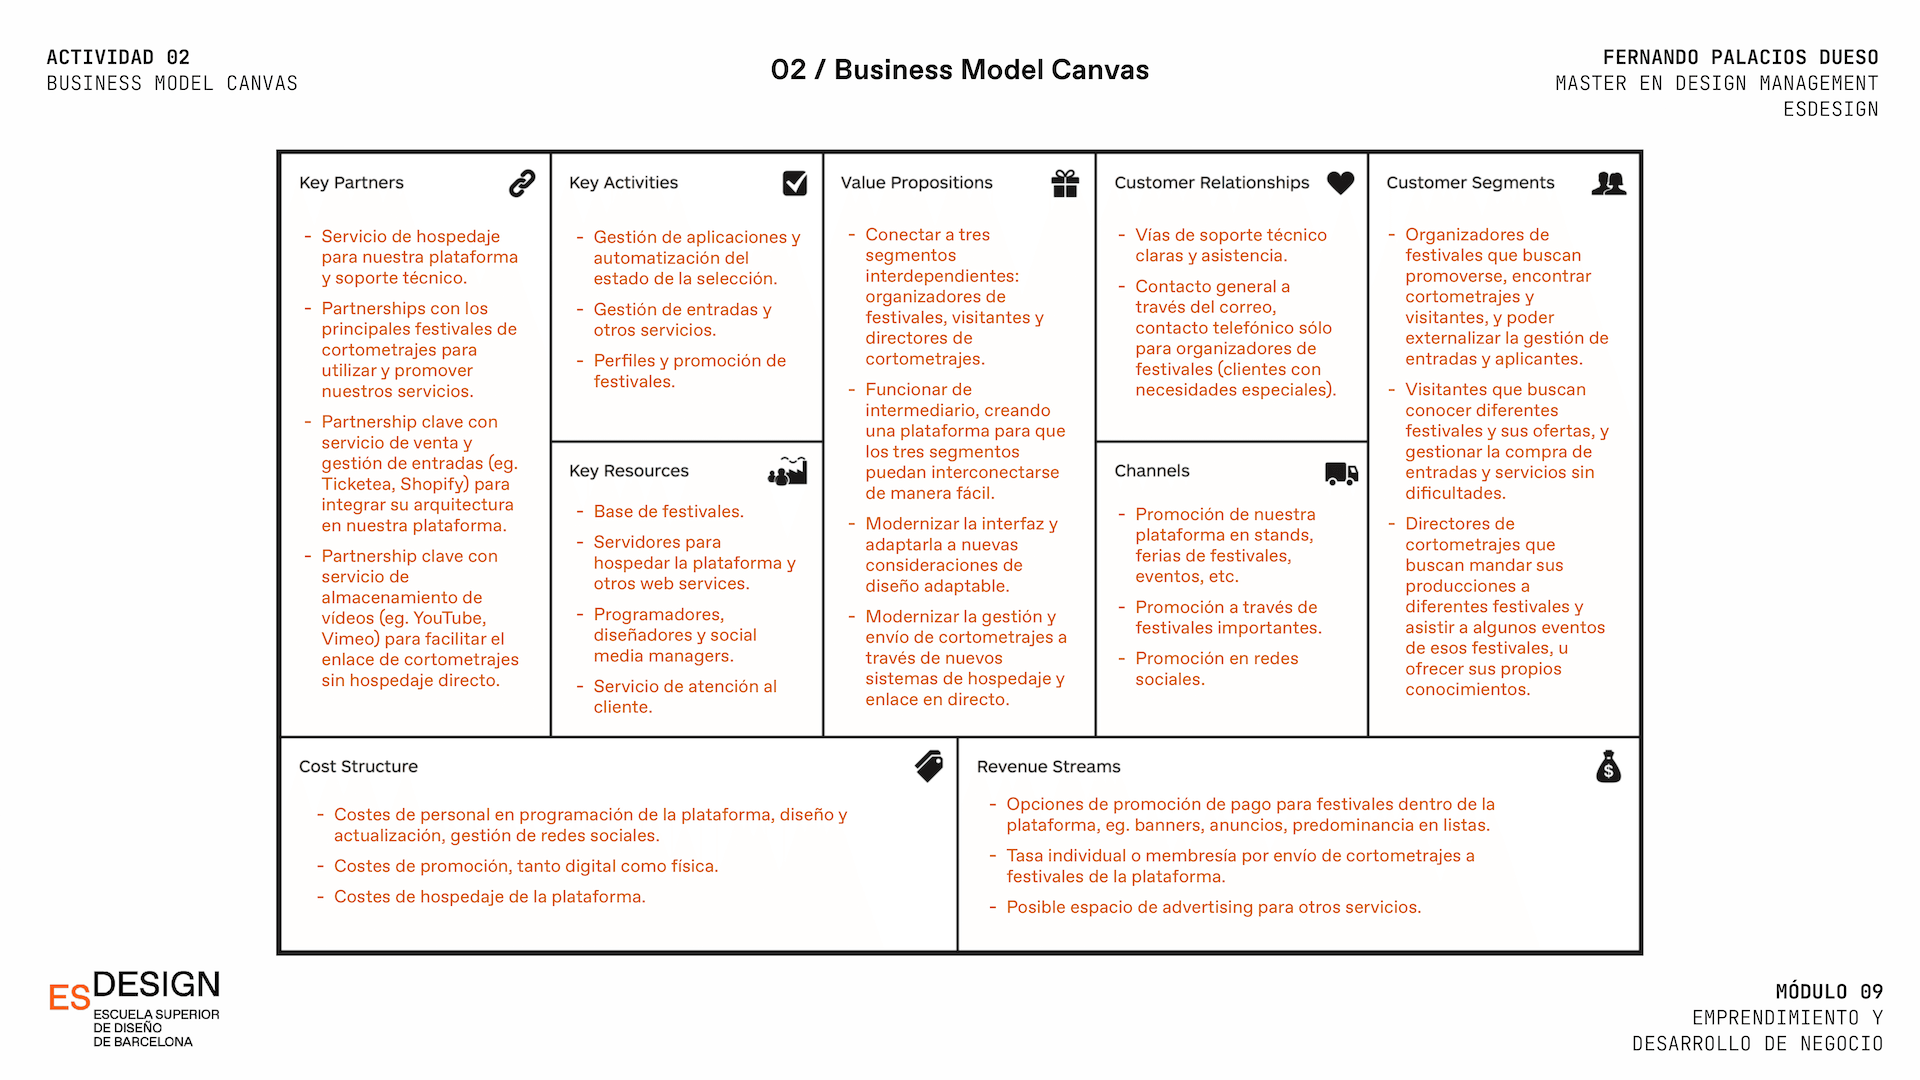 ACTIVIDAD 02
BUSINESS MODEL CANVAS
02 / Business Model Canvas
FERNANDO PALACIOS DUESO
MASTER EN DESIGN MANAGEMENT
ESDESIGN
Key Partners
- Servicio de hospedaje
para nuestra plataforma
y soporte técnico.
- Partnerships con los
principales festivales de
cortometrajes para
utilizar y promover
nuestros servicios.
- Partnership clave con
servicio de venta y
gestión de entradas (eg.
Ticketea, Shopify) para
integrar su arquitectura
en nuestra plataforma.
- Partnership clave con
servicio de
almacenamiento de
vídeos (eg. YouTube,
Vimeo) para facilitar el
enlace de cortometrajes
sin hospedaje directo.
Key Activities
- Gestión de aplicaciones y
automatización del
estado de la selección.
- Gestión de entradas y
otros servicios.
- Perfiles y promoción de
festivales.
Key Resources
- Base de festivales.
- Servidores para
hospedar la plataforma y
otros web services.
- Programadores,
diseñadores y social
media managers.
- Servicio de atención al
cliente.
Value Propositions
- Conectar a tres
segmentos
interdependientes:
organizadores de
festivales, visitantes y
directores de
cortometrajes.
- Funcionar de
intermediario, creando
una plataforma para que
los tres segmentos
puedan interconectarse
de manera fácil.
- Modernizar la interfaz y
adaptarla a nuevas
consideraciones de
diseño adaptable.
- Modernizar la gestión y
envío de cortometrajes a
través de nuevos
sistemas de hospedaje y
enlace en directo.
Customer Relationships
- Vías de soporte técnico
claras y asistencia.
- Contacto general a
través del correo,
contacto telefónico sólo
para organizadores de
festivales (clientes con
necesidades especiales).
Channels
- Promoción de nuestra
plataforma en stands,
ferias de festivales,
eventos, etc.
- Promoción a través de
festivales importantes.
- Promoción en redes
sociales.
Customer Segments
- Organizadores de
festivales que buscan
promoverse, encontrar
cortometrajes y
visitantes, y poder
externalizar la gestión de
entradas y aplicantes.
- Visitantes que buscan
conocer diferentes
festivales y sus ofertas, y
gestionar la compra de
entradas y servicios sin
dificultades.
- Directores de
cortometrajes que
buscan mandar sus
producciones a
diferentes festivales y
asistir a algunos eventos
de esos festivales, u
ofrecer sus propios
conocimientos.
Cost Structure
- Costes de personal en programación de la plataforma, diseño y
actualización, gestión de redes sociales.
- Costes de promoción, tanto digital como física.
- Costes de hospedaje de la plataforma.
Revenue Streams
$
- Opciones de promoción de pago para festivales dentro de la
plataforma, eg. banners, anuncios, predominancia en listas.
- Tasa individual o membresía por envío de cortometrajes a
festivales de la plataforma.
- Posible espacio de advertising para otros servicios.
ESDESIGN
ESCUELA SUPERIOR
DE DISEÑO
DE BARCELONA
MÓDULO 09
EMPRENDIMIENTO Y
DESARROLLO DE NEGOCIO